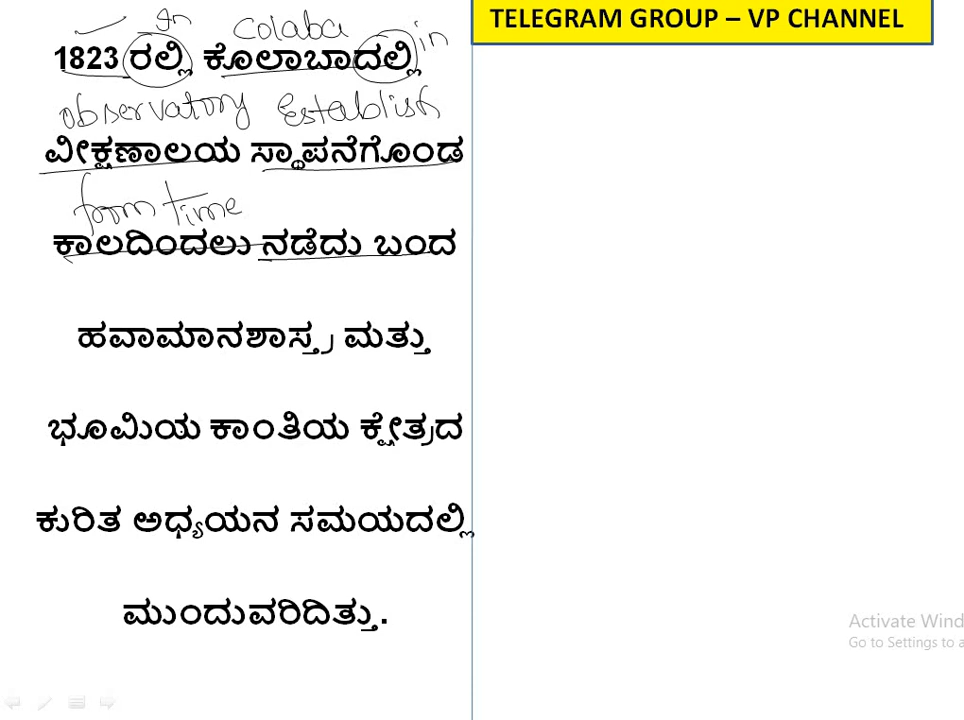 TELEGRAM GROUP – VP CHANNEL
In colaba in
1823 ರಲ್ಲಿ ಕೊಲಾಬಾದಲ್ಲಿ
observatory Establish
ವೀಕ್ಷಣಾಲಯ ಸ್ಥಾಪನೆಗೊಂಡ
from time
ಕಾಲದಿಂದಲು ನಡೆದು ಬಂದ
ಹವಾಮಾನಶಾಸ್ತ್ರ ಮತ್ತು
ಭೂಮಿಯ ಕಾಂತಿಯ ಕ್ಷೇತ್ರದ
ಕುರಿತ ಅಧ್ಯಯನ ಸಮಯದಲ್ಲಿ
ಮುಂದುವರಿದಿತ್ತು.
Activate Wind
Go to Settings to a